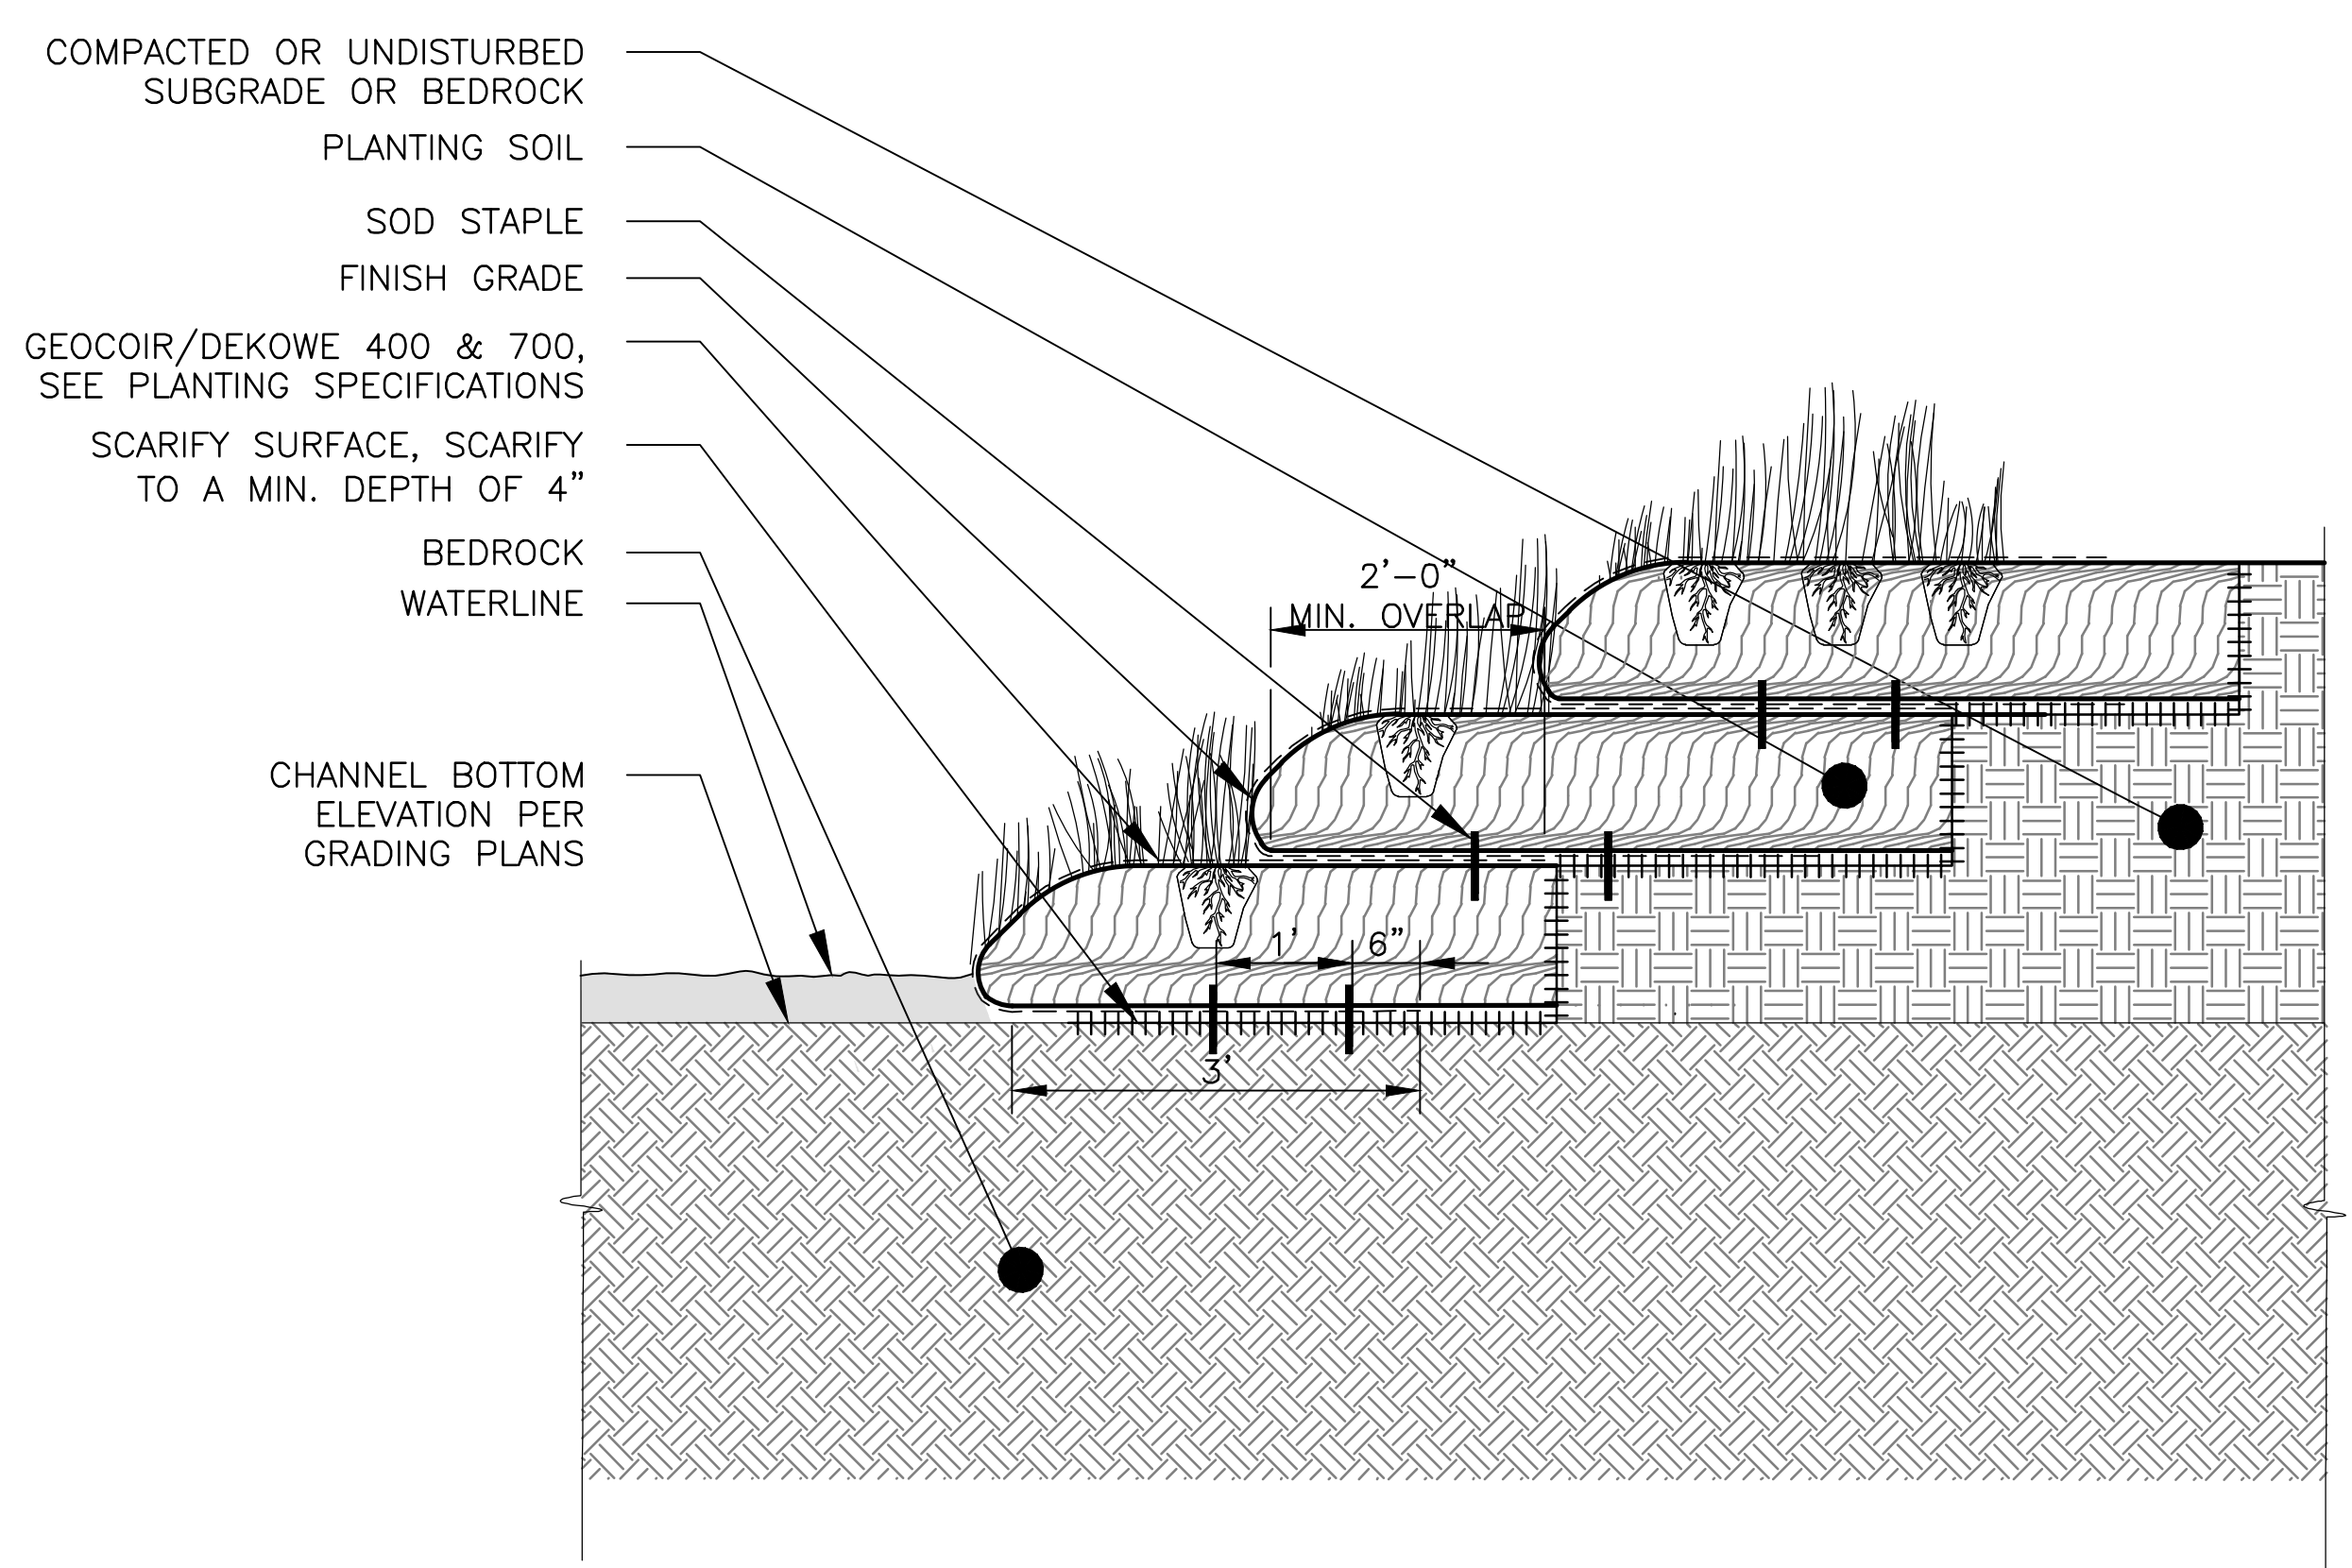 COMPACTED OR UNDISTURBED
SUBGRADE OR BEDROCK
PLANTING SOIL
SOD STAPLE
FINISH GRADE
GEOCOIR/DEKOWE 400 & 700,
SEE PLANTING SPECIFICATIONS
SCARIFY SURFACE, SCARIFY
TO A MIN. DEPTH OF 4"
BEDROCK
WATERLINE
CHANNEL BOTTOM
ELEVATION PER
GRADING PLANS
2'-0"
MIN. OVERLAP
1'
6"
3'